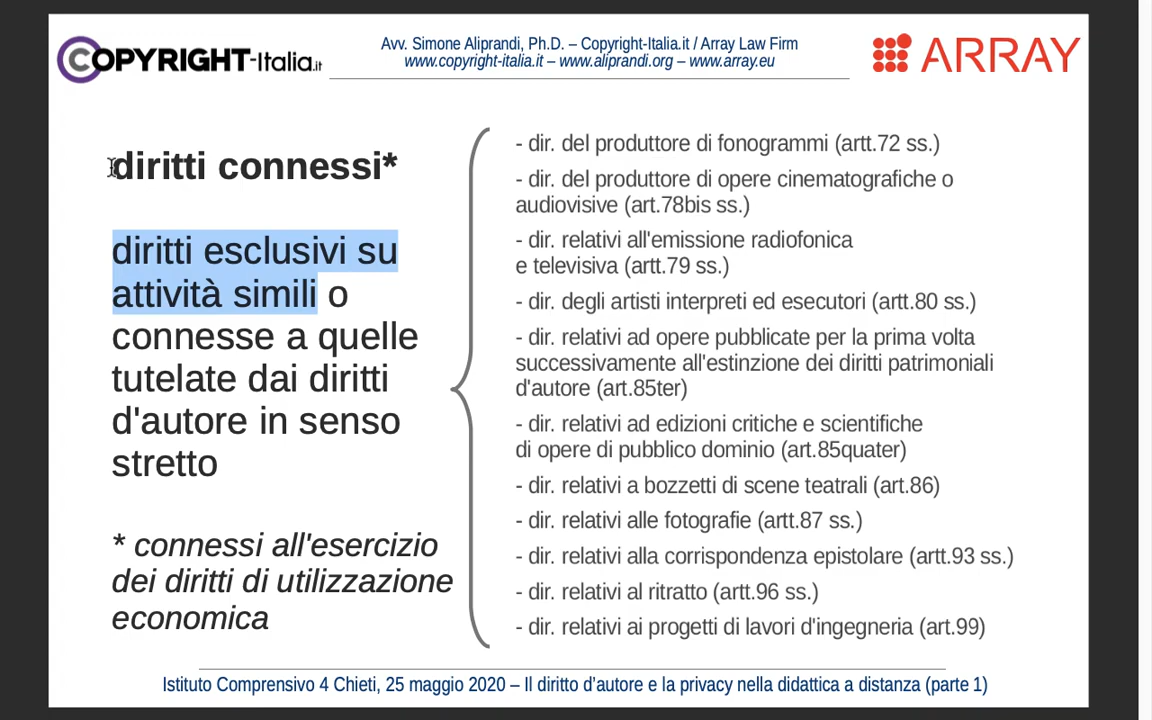 COPYRIGHT-Italia.it
Avv. Simone Aliprandi, Ph.D. – Copyright-Italia.it / Array Law Firm
www.copyright-italia.it – www.aliprandi.org – www.array.eu
ARRAY
diritti connessi*
diritti esclusivi su
attività simili o
connesse a quelle
tutelate dai diritti
d'autore in senso
stretto
* connessi all'esercizio
dei diritti di utilizzazione
economica
- dir. del produttore di fonogrammi (artt.72 ss.)
- dir. del produttore di opere cinematografiche o
audiovisive (art.78bis ss.)
- dir. relativi all'emissione radiofonica
e televisiva (artt.79 ss.)
- dir. degli artisti interpreti ed esecutori (artt.80 ss.)
- dir. relativi ad opere pubblicate per la prima volta
successivamente all'estinzione dei diritti patrimoniali
d'autore (art.85ter)
- dir. relativi ad edizioni critiche e scientifiche
di opere di pubblico dominio (art.85quater)
- dir. relativi a bozzetti di scene teatrali (art.86)
- dir. relativi alle fotografie (artt.87 ss.)
- dir. relativi alla corrispondenza epistolare (artt.93 ss.)
- dir. relativi al ritratto (artt.96 ss.)
- dir. relativi ai progetti di lavori d'ingegneria (art.99)
Istituto Comprensivo 4 Chieti, 25 maggio 2020 – Il diritto d'autore e la privacy nella didattica a distanza (parte 1)